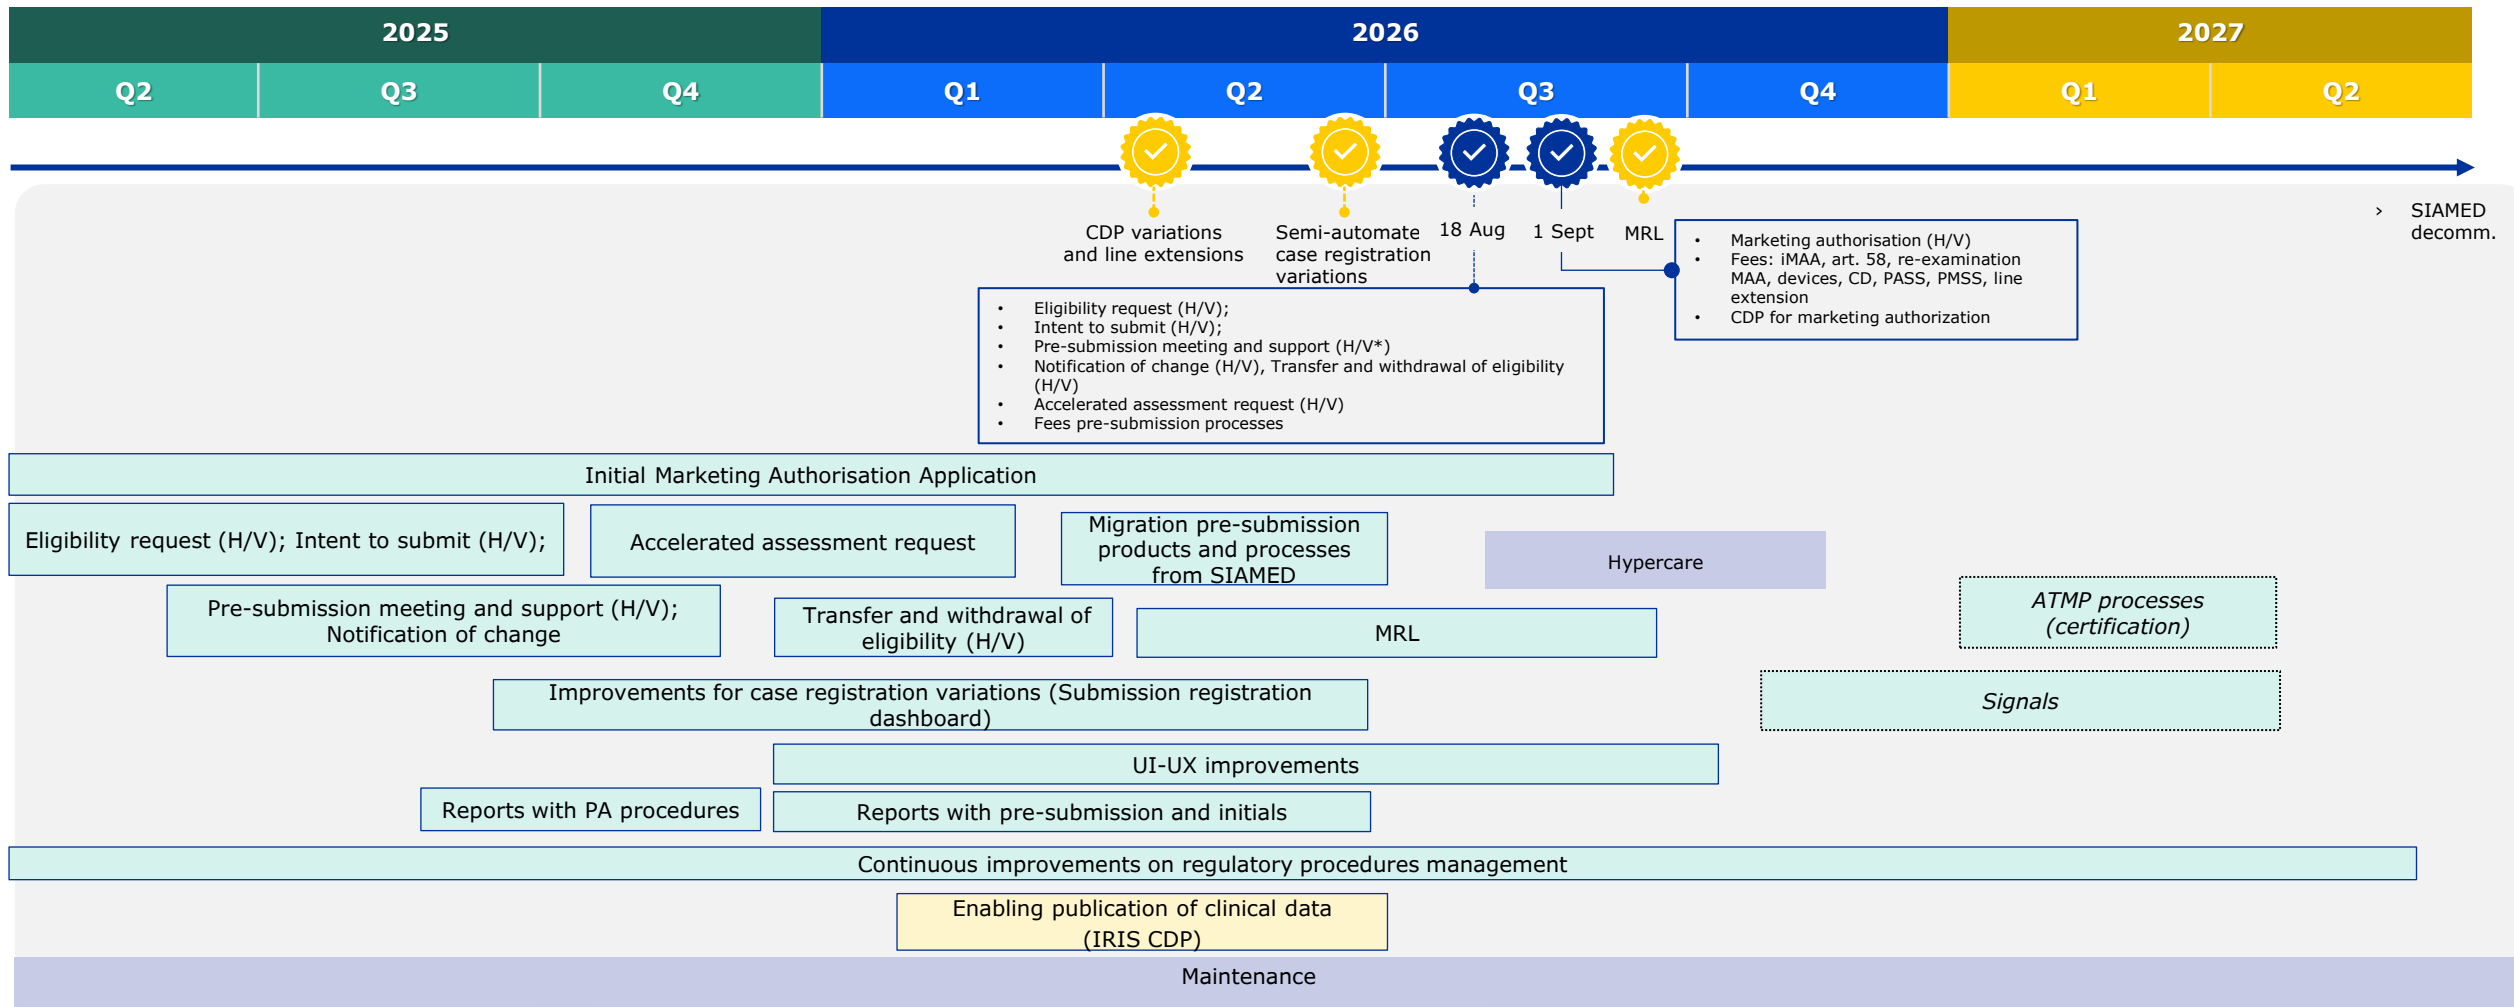 2025
2026
2027
Q2
Q3
Q4
Q1
Q2
Q3
Q4
Q1
Q2
CDP variations
and line extensions
Semi-automate
case registration
variations
18 Aug
1 Sept
MRL
› SIAMED
decomm.
• Marketing authorisation (H/V)
• Fees: iMAA, art. 58, re-examination
MAA, devices, CD, PASS, PMSS, line
extension
• CDP for marketing authorization
• Eligibility request (H/V);
• Intent to submit (H/V);
• Pre-submission meeting and support (H/V*)
• Notification of change (H/V), Transfer and withdrawal of eligibility
(H/V)
• Accelerated assessment request (H/V)
• Fees pre-submission processes
Initial Marketing Authorisation Application
Eligibility request (H/V); Intent to submit (H/V);
Accelerated assessment request
Migration pre-submission
products and processes
from SIAMED
Hypercare
Pre-submission meeting and support (H/V);
Notification of change
Transfer and withdrawal of
eligibility (H/V)
MRL
ATMP processes
(certification)
Improvements for case registration variations (Submission registration
dashboard)
Signals
UI-UX improvements
Reports with PA procedures
Reports with pre-submission and initials
Continuous improvements on regulatory procedures management
Enabling publication of clinical data
(IRIS CDP)
Maintenance